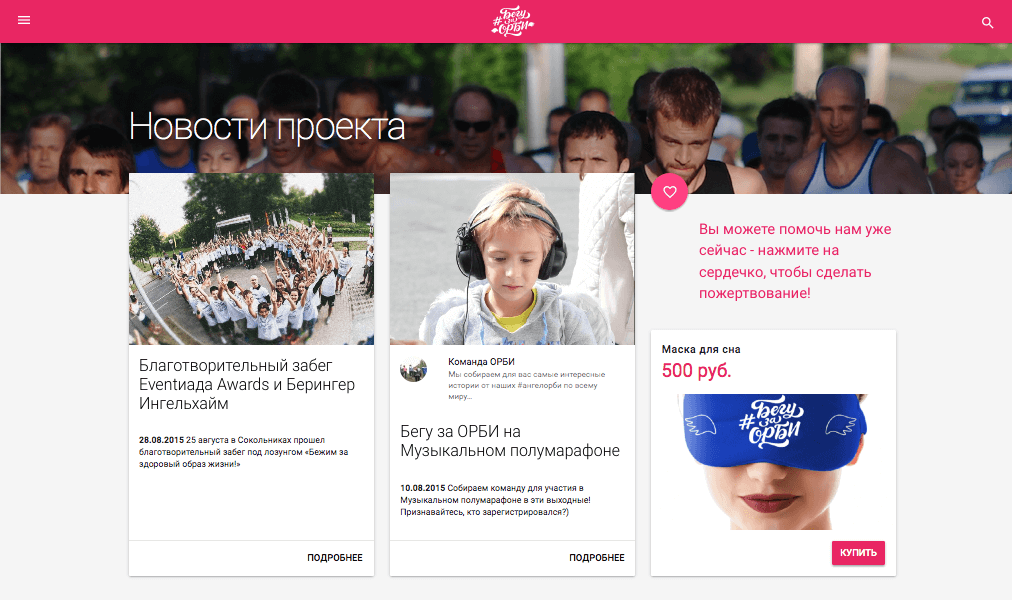 #Бегу
за
ОРБИ
Новости проекта
Благотворительный забег
Eventиада Awards и Берингер
Ингельхайм
28.08.2015 25 августа в Сокольниках прошел
благотворительный забег под лозунгом «Бежим за
здоровый образ жизни!»
ПОДРОБНЕЕ
Команда ОРБИ
Мы собираем для вас самые интересные
истории от наших #ангелорби по всему
миру...
Бегу за ОРБИ на
Музыкальном полумарафоне
10.08.2015 Собираем команду для участия в
Музыкальном полумарафоне в эти выходные!
Признавайтесь, кто зарегистрировался?)
ПОДРОБНЕЕ
Вы можете помочь нам уже
сейчас - нажмите на
сердечко, чтобы сделать
пожертвование!
Маска для сна
500 руб.
#Бегу
за
ОРБИ
КУПИТЬ